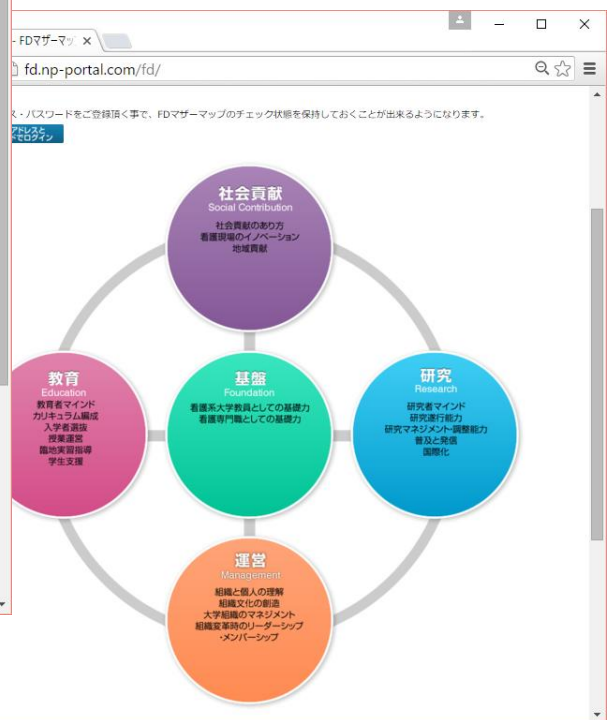 - FDマザーマッ
fd.np-portal.com/fd/
ス・パスワードをご登録頂く事で、FDマザーマップのチェック状態を保持しておくことが出来るようになります。
アドレスと
でログイン
社会貢献
Social Contribution
社会貢献のあり方
看護現場のイノベーション
地域貢献
教育
Education
教育者マインド
カリキュラム編成
入学者選抜
授業運営
臨地実習指導
学生支援
基盤
Foundation
看護系大学教員としての基礎力
看護専門職としての基礎力
研究
Research
研究者マインド
研究遂行能力
研究マネジメント・調整能力
普及と発信
国際化
運営
Management
組織と個人の理解
組織文化の創造
大学組織のマネジメント
組織変革時のリーダーシップ
・メンバーシップ